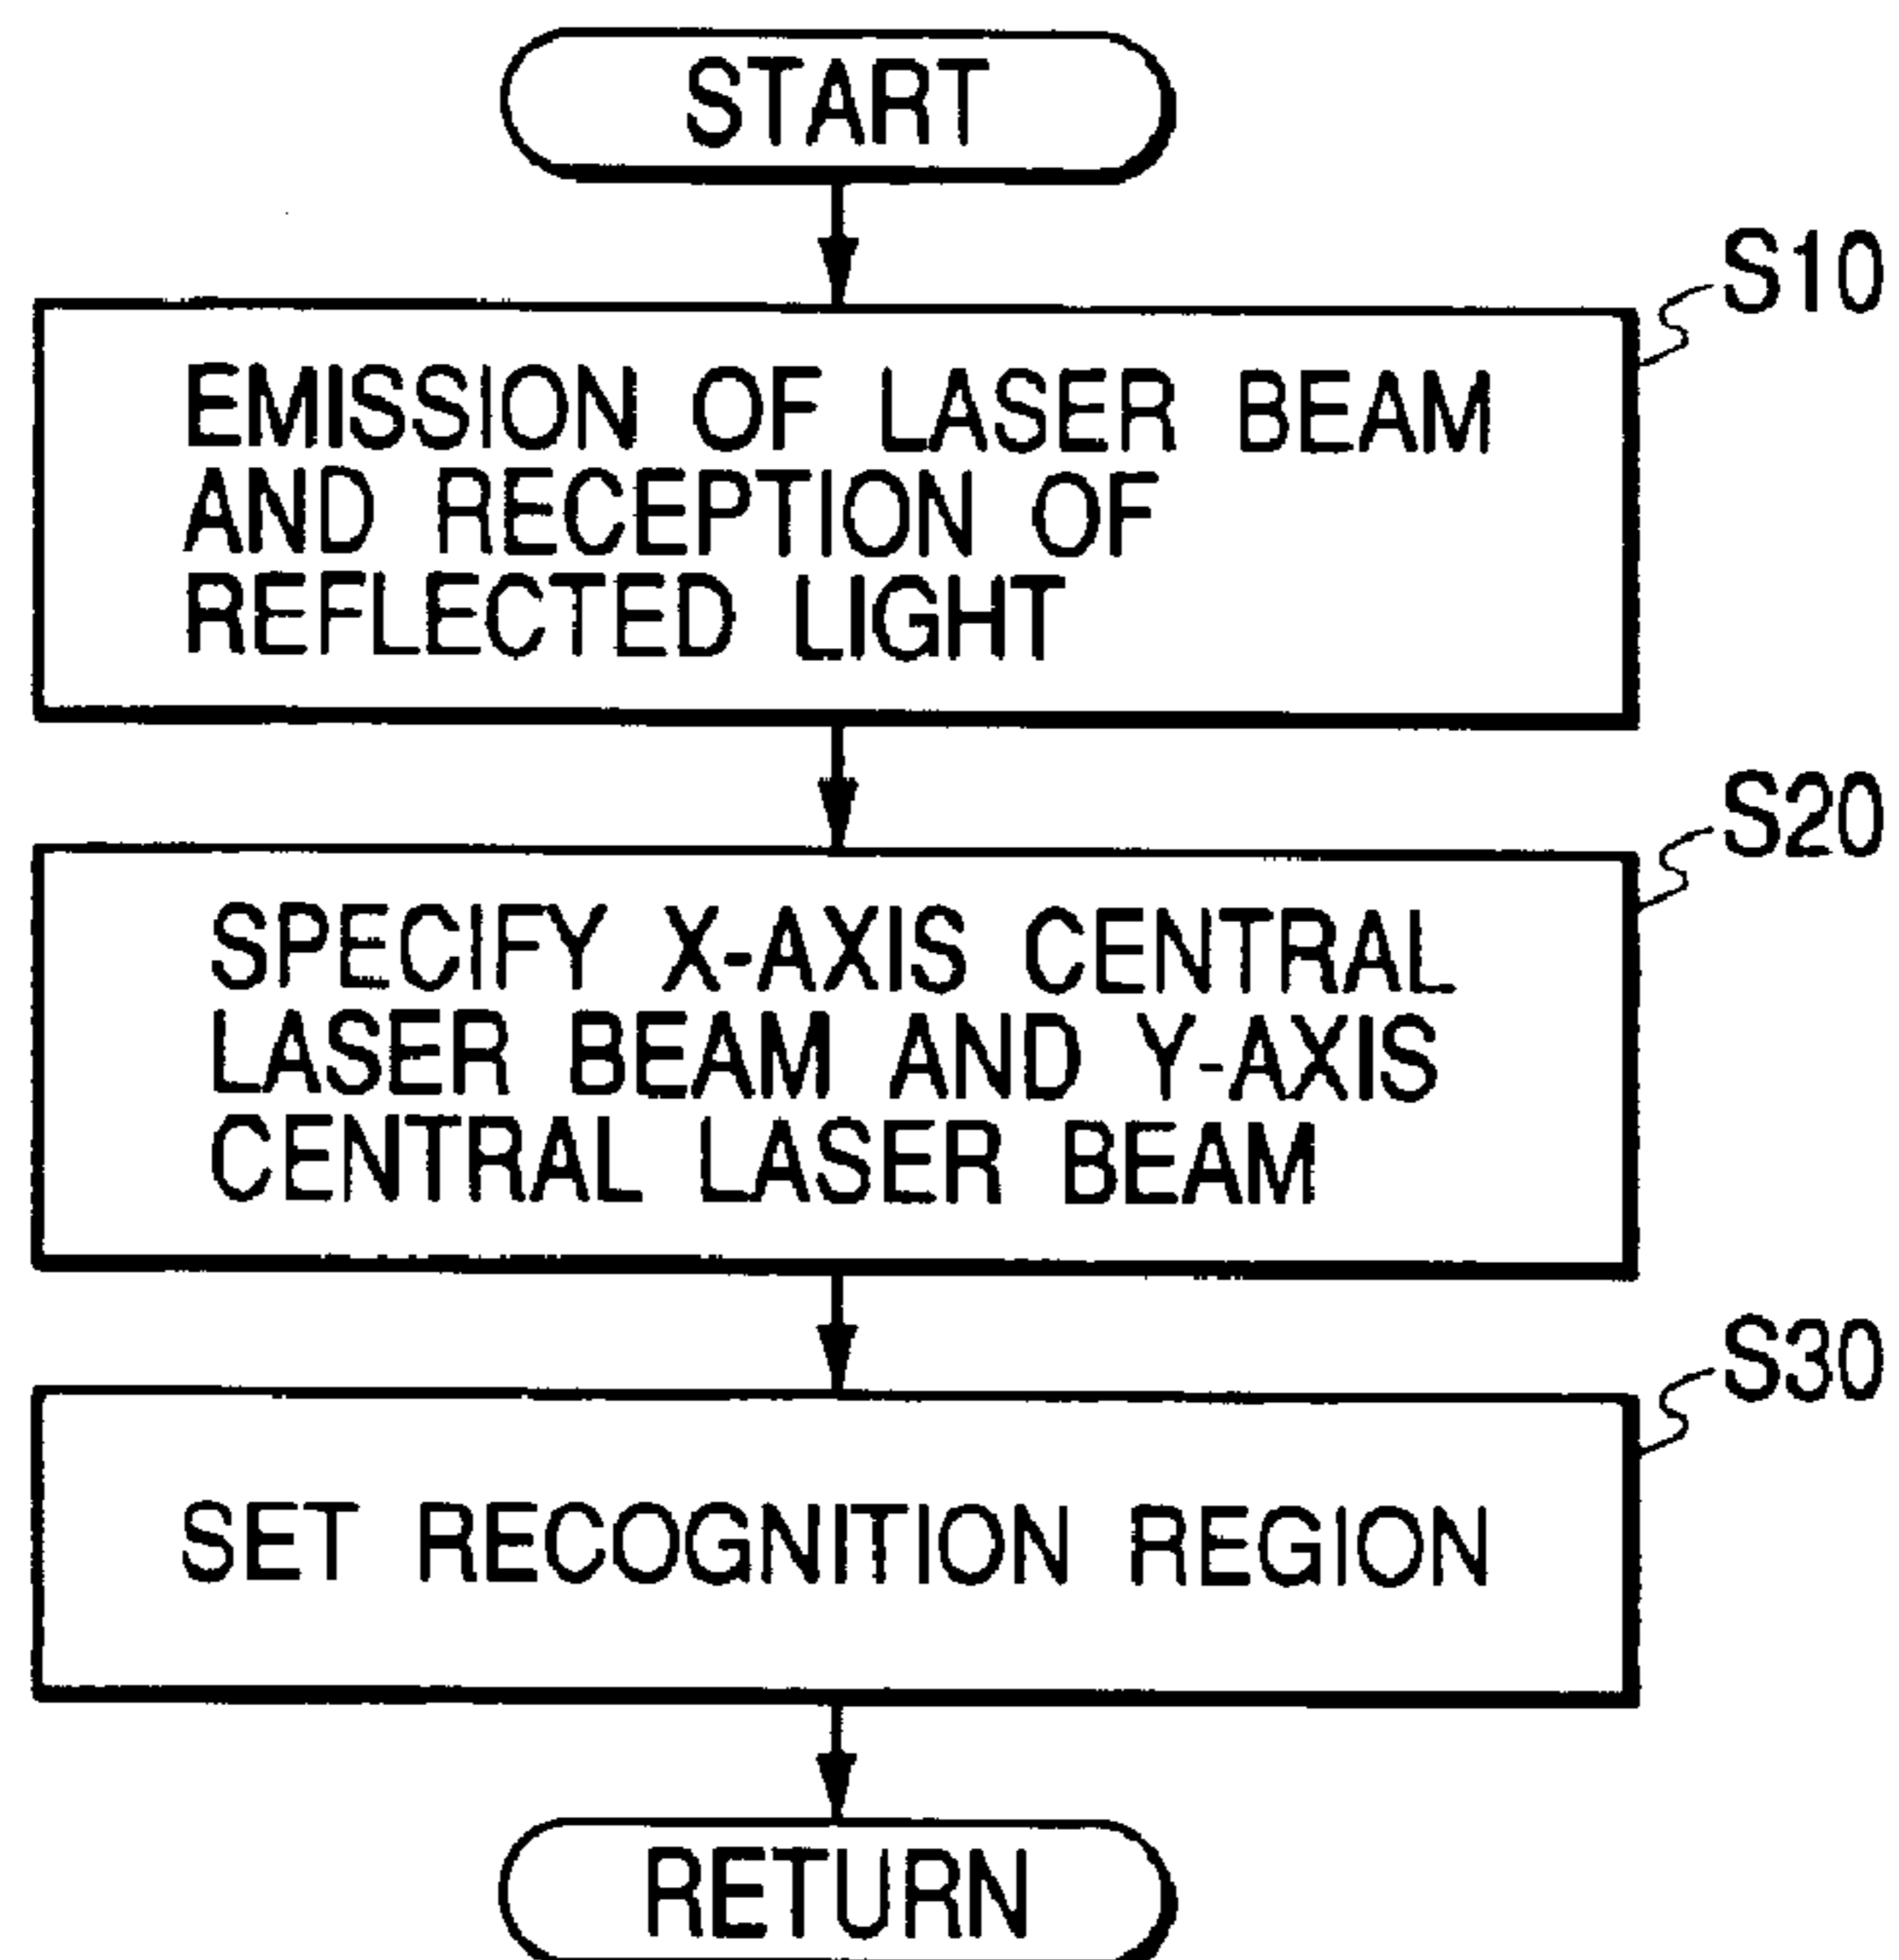 START
S10
EMISSION OF LASER BEAM
AND RECEPTION OF
REFLECTED LIGHT
S20
SPECIFY X-AXIS CENTRAL
LASER BEAM AND Y-AXIS
CENTRAL LASER BEAM
S30
SET RECOGNITION REGION
RETURN